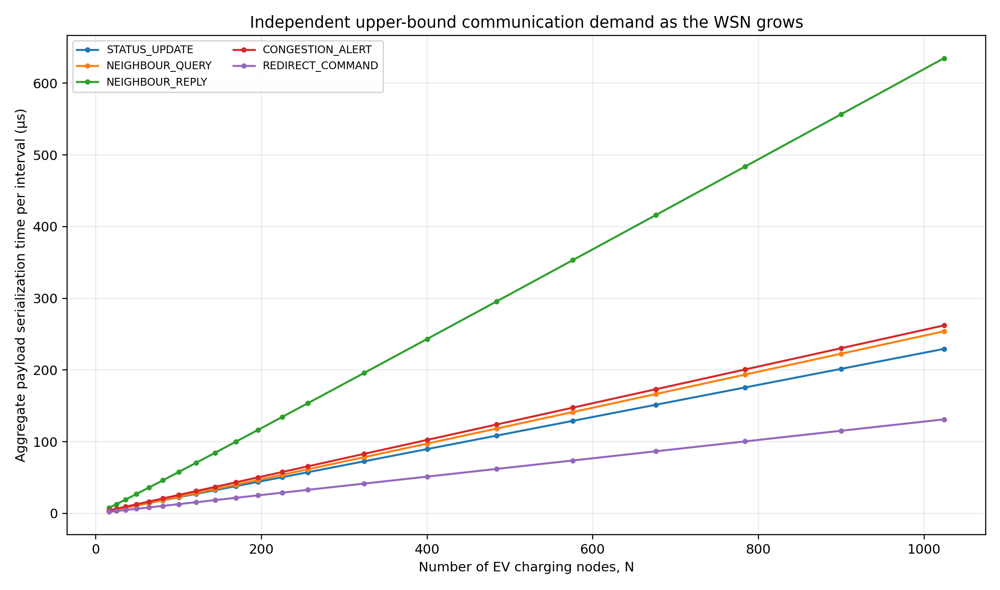 Independent upper-bound communication demand as the WSN grows
STATUS_UPDATE
NEIGHBOUR_QUERY
NEIGHBOUR_REPLY
CONGESTION_ALERT
REDIRECT_COMMAND
Aggregate payload serialization time per interval (µs)
600
500
400
300
200
100
0
0 200 400 600 800 1000
Number of EV charging nodes, N